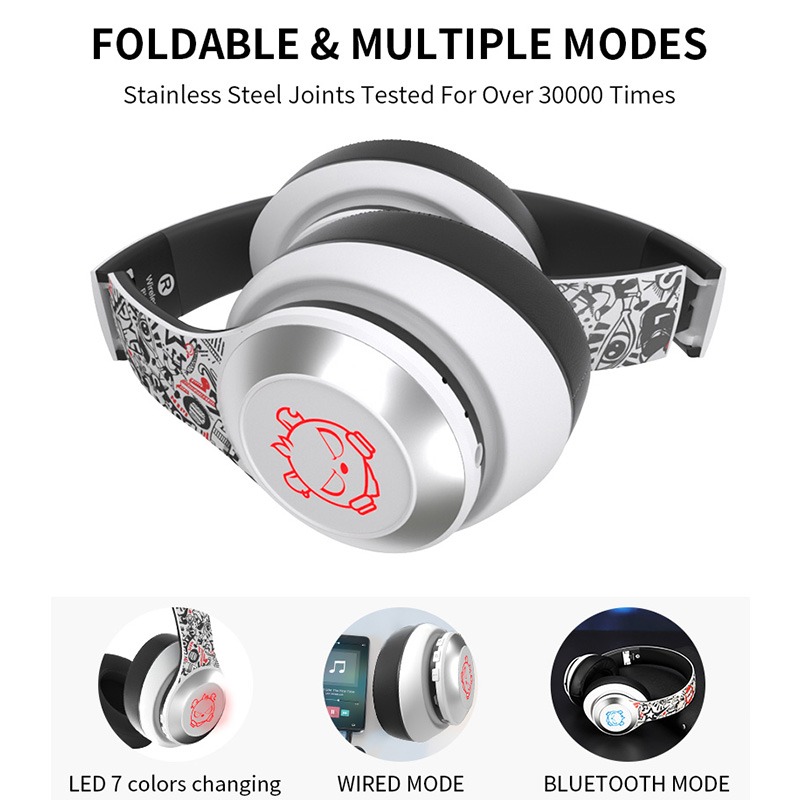 FOLDABLE & MULTIPLE MODES
Stainless Steel Joints Tested For Over 30000 Times
R
LED 7 colors changing
WIRED MODE
BLUETOOTH MODE